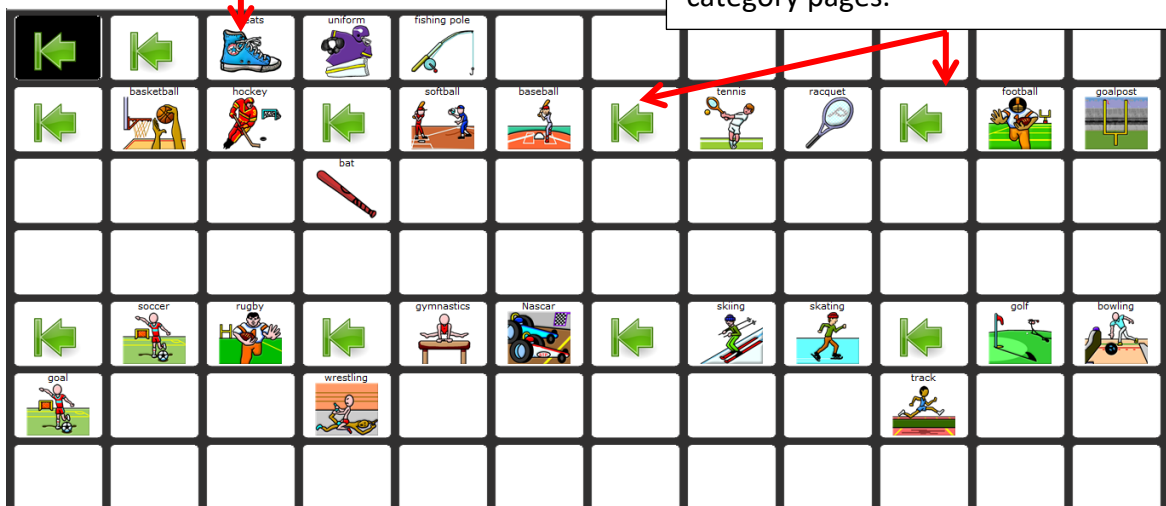 category pages.
uniform
fishing pole
basketball
hockey
softball
baseball
tennis
racquet
football
goalpost
bat
soccer
rugby
gymnastics
Nascar
skiing
skating
golf
bowling
goal
wrestling
track